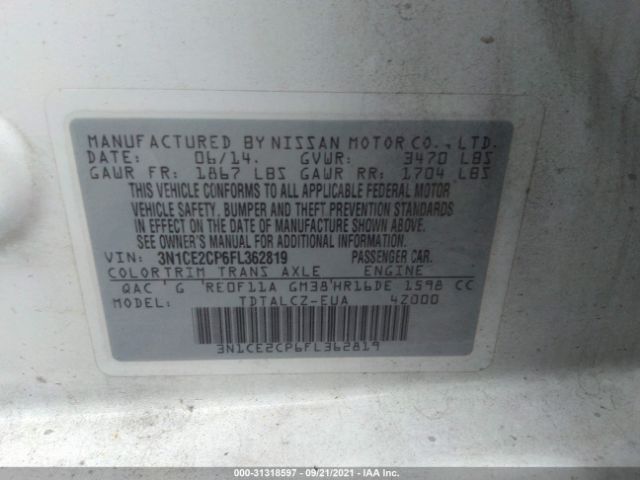 MANUFACTURED BY NISSAN MOTOR CO., LTD.
DATE: 06/14. GVWR: 3470 LBS
GAWR FR: 1867 LBS GAWR RR: 1704 LBS
THIS VEHICLE CONFORMS TO ALL APPLICABLE FEDERAL MOTOR
VEHICLE SAFETY, BUMPER AND THEFT PREVENTION STANDARDS
IN EFFECT ON THE DATE OF MANUFACTURE SHOWN ABOVE.
SEE OWNER'S MANUAL FOR ADDITIONAL INFORMATION
VIN: 3N1CE2CP6FL362819 PASSENGER CAR.
COLOR TRIM TRANS AXLE ENGINE
QAC ' G ' RE0F11A GM38 ' HR16DE 1598 CC
MODEL: TDTALCZ-EUA 4Z000
3N1CE2CP6FL362819
000-31318597 - 09/21/2021 - IAA Inc.